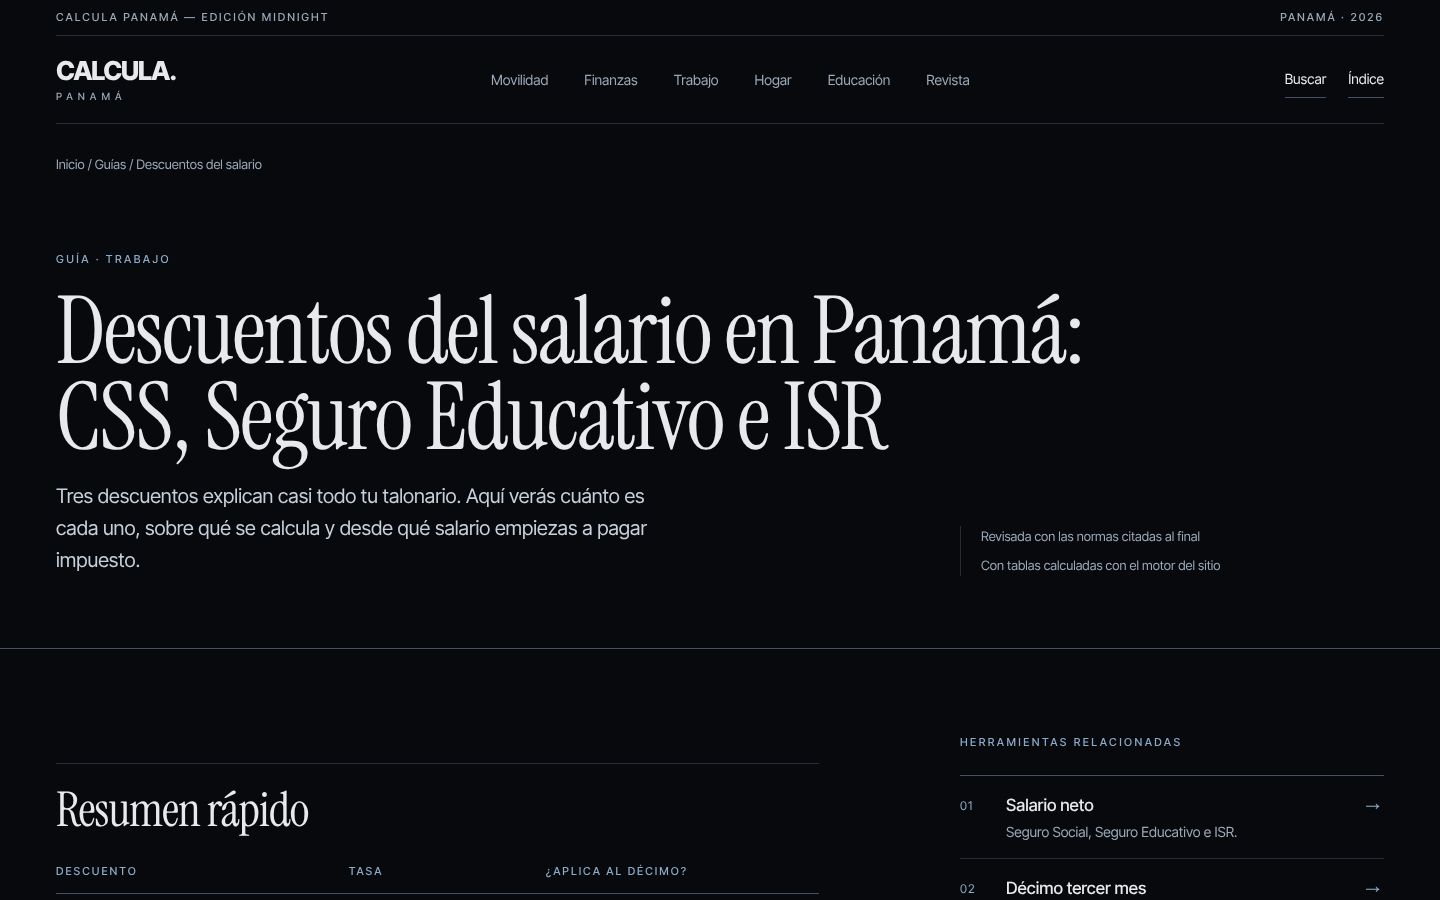 CALCULA PANAMÁ — EDICIÓN MIDNIGHT
PANAMÁ · 2026
CALCULA.
PANAMÁ
Movilidad
Finanzas
Trabajo
Hogar
Educación
Revista
Buscar
Índice
Inicio / Guías / Descuentos del salario
GUÍA · TRABAJO
Descuentos del salario en Panamá:
CSS, Seguro Educativo e ISR
Tres descuentos explican casi todo tu talonario. Aquí verás cuánto es
cada uno, sobre qué se calcula y desde qué salario empiezas a pagar
impuesto.
Revisada con las normas citadas al final
Con tablas calculadas con el motor del sitio
Resumen rápido
DESCUENTO
TASA
¿APLICA AL DÉCIMO?
HERRAMIENTAS RELACIONADAS
01
Salario neto
→
Seguro Social, Seguro Educativo e ISR.
02
Décimo tercer mes
→